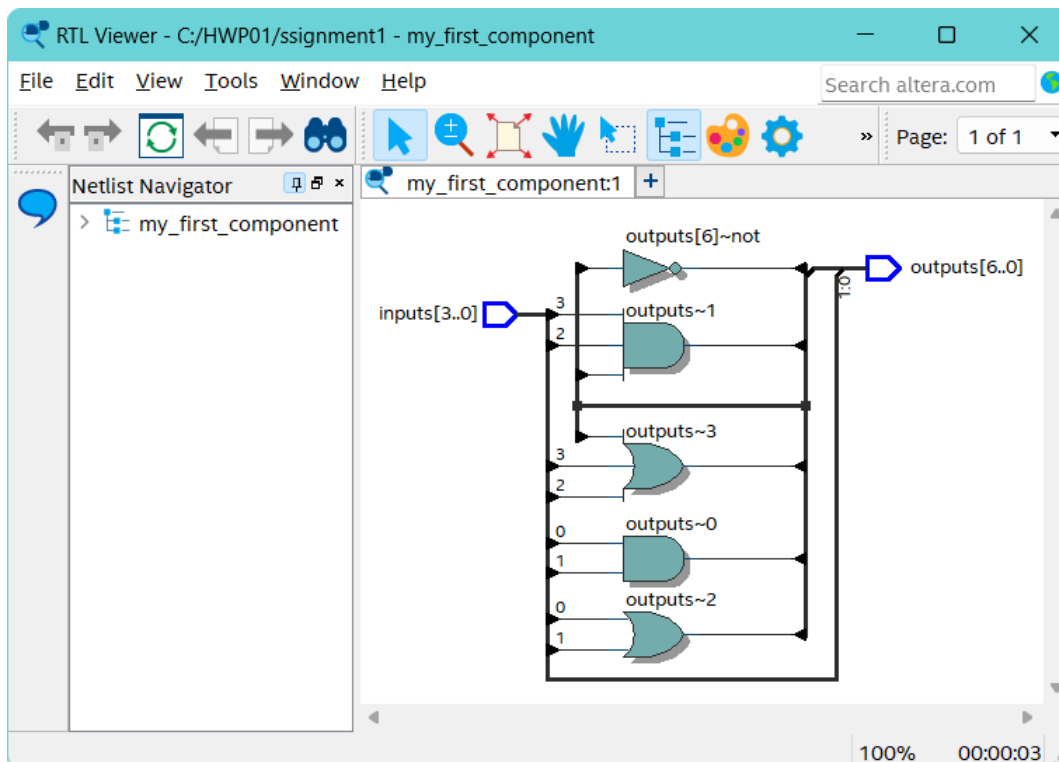 RTL Viewer - C:/HWP01/ssignment1 - my_first_component
File Edit View Tools Window Help
Search altera.com
» Page: 1 of 1
Netlist Navigator
my_first_component
my_first_component:1
outputs[6]~not
outputs[6..0]
1:0
inputs[3..0]
3
outputs~1
2
outputs~3
3
2
outputs~0
0
1
outputs~2
0
1
100% 00:00:03